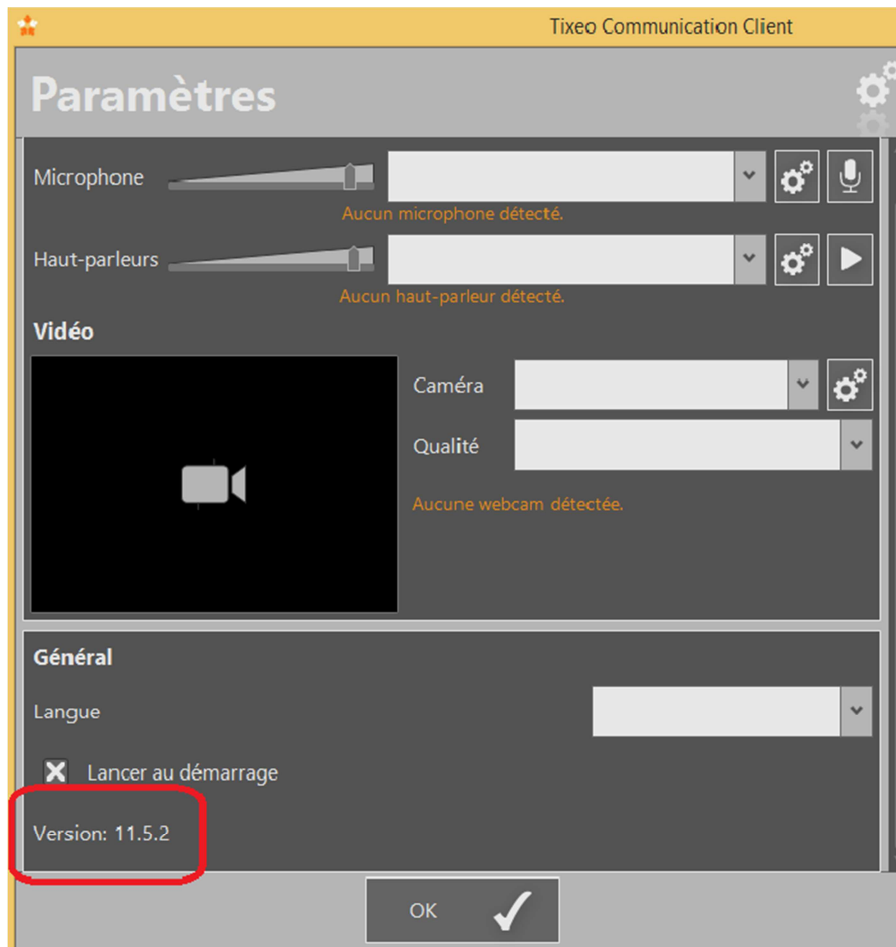 Tixeo Communication Client
Paramètres
Microphone
Aucun microphone détecté.
Haut-parleurs
Aucun haut-parleur détecté.
Vidéo
Caméra
Qualité
Aucune webcam détectée.
Général
Langue
Lancer au démarrage
Version: 11.5.2
OK